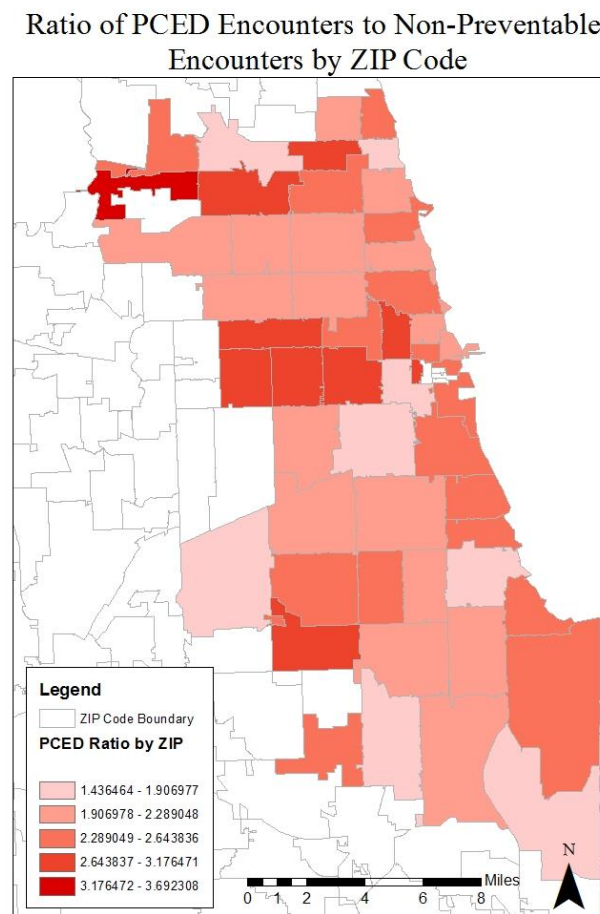 Ratio of PCED Encounters to Non-Preventable
Encounters by ZIP Code
Legend
ZIP Code Boundary
PCED Ratio by ZIP
1.436464 - 1.906977
1.906978 - 2.289048
2.289049 - 2.643836
2.643837 - 3.176471
3.176472 - 3.692308
N
Miles
0 1 2 4 6 8